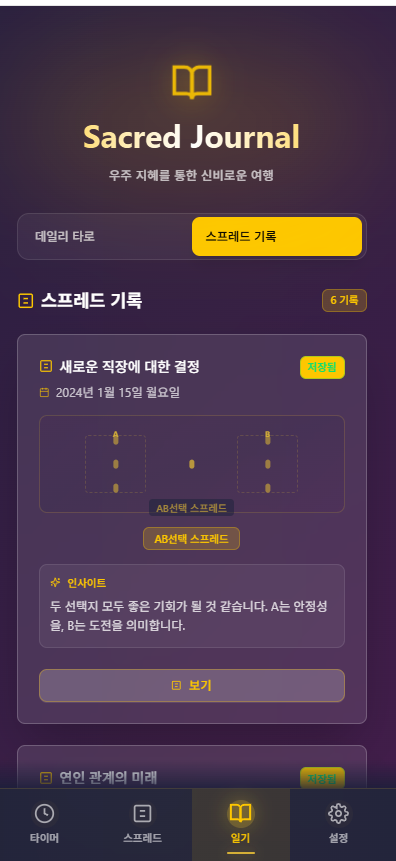 Sacred Journal
우주 지혜를 통한 신비로운 여행
데일리 타로
스프레드 기록
스프레드 기록
6 기록
새로운 직장에 대한 결정
저장됨
2024년 1월 15일 월요일
A
B
AB선택 스프레드
AB선택 스프레드
인사이트
두 선택지 모두 좋은 기회가 될 것 같습니다. A는 안정성
을, B는 도전을 의미합니다.
보기
연인 관계의 미래
저장됨
타이머
스프레드
일기
설정